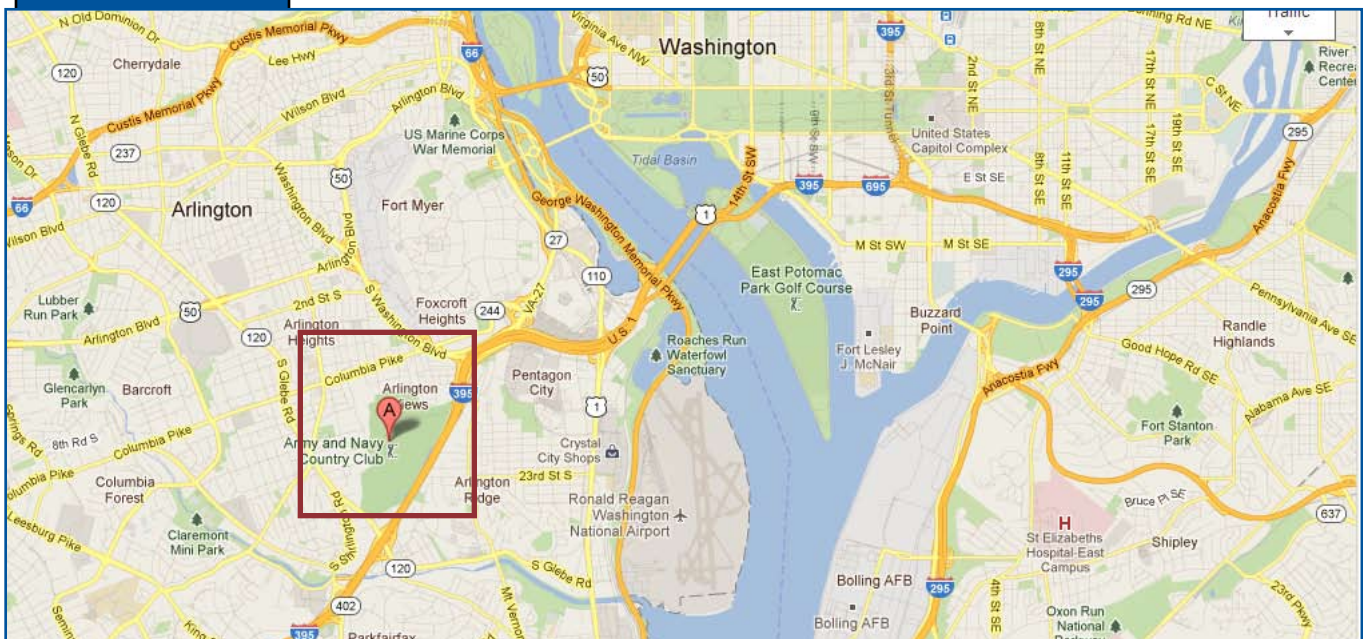 N Old Dominion Dr
Custis Memorial Pkwy
Cherrydale
Lee Hwy
120
66
Virginia Ave NW
Washington
50
395
8th St NE
Traffic
River
Recrea
Center
2nd St NE
17th St NE
C St NE
Wilson Blvd
Arlington Blvd
N Glebe Rd
Custis Memorial Pkwy
237
US Marine Corps
War Memorial
3rd St Tunnel
9th St SW
United States
Capitol Complex
8th St SE
11th St SE
17th St SE
19th St SE
295
Tidal Basin
14th St SW
395
695
E St SE
50
Washington Blvd
Fort Myer
George Washington Memorial Pkwy
1
66
120
Arlington
27
M St SW
M St SE
Anacostia Fwy
Wilson Blvd
Arlington Blvd
110
East Potomac
Park Golf Course
295
295
295
Pennsylvania Ave SE
Lubber
Run Park
50
2nd St S
S Washington Blvd
Foxcroft
Heights
244
VA-27
U.S. 1
Buzzard
Point
Randle
Highlands
Arlington Blvd
120
Arlington
Heights
Roaches Run
Waterfowl
Sanctuary
Fort Lesley
J. McNair
Good Hope Rd SE
Glencarlyn
Park
Barcroft
S Glebe Rd
Columbia Pike
395
Pentagon
City
Anacostia Fwy
Alabama Ave SE
A
Arlington
Views
1
Fort Stanton
Park
8th Rd S
Columbia Pike
Army and Navy
Country Club
Crystal
City Shops
Columbia
Forest
Arlington
Ridge
23rd St S
Ronald Reagan
Washington
National Airport
Bruce Pl SE
637
Leesburg Pike
Claremont
Mini Park
H
St Elizabeths
Hospital-East
Campus
Shipley
120
S Glebe Rd
Bolling AFB
295
4th St SE
23rd Pkwy
402
395
Parkfairfax
Bolling AFB
Oxon Run
National